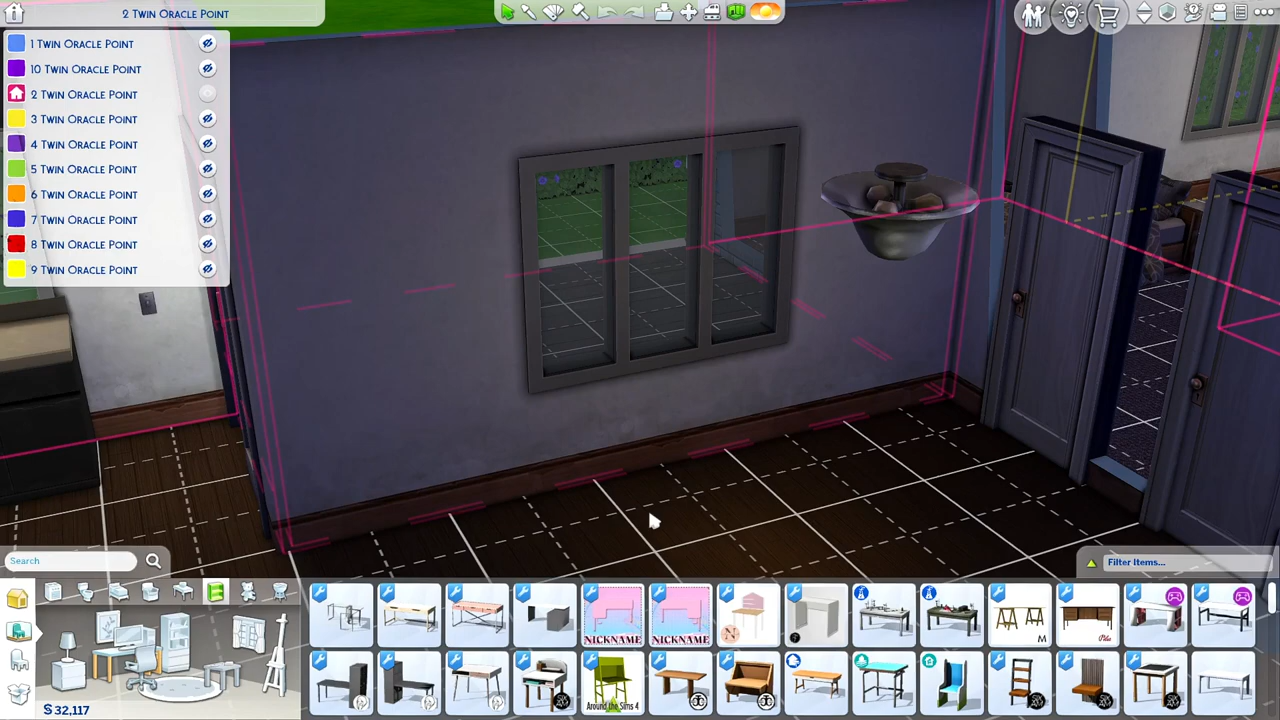 2 Twin Oracle Point
1 Twin Oracle Point
10 Twin Oracle Point
2 Twin Oracle Point
3 Twin Oracle Point
4 Twin Oracle Point
5 Twin Oracle Point
6 Twin Oracle Point
7 Twin Oracle Point
8 Twin Oracle Point
9 Twin Oracle Point
Search
Filter Items...
NICKNAME
NICKNAME
N
M
Around the Sims 4
$ 32,117